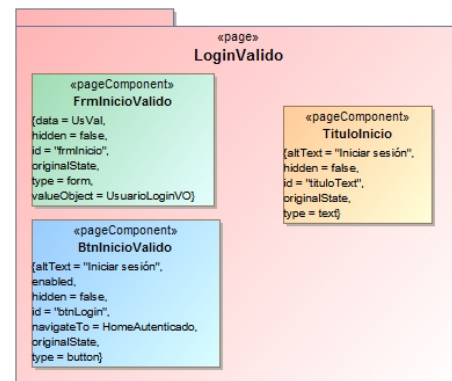 «page»
LoginValido
«pageComponent»
FrmInicioValido
{data = UsVal,
hidden = false,
id = "frmInicio",
originalState,
type = form,
valueObject = UsuarioLoginVO}
«pageComponent»
TituloInicio
{altText = "Iniciar sesión",
hidden = false,
id = "tituloText",
originalState,
type = text}
«pageComponent»
BtnInicioValido
{altText = "Iniciar sesión",
enabled,
hidden = false,
id = "btnLogin",
navigateTo = HomeAutenticado,
originalState,
type = button}